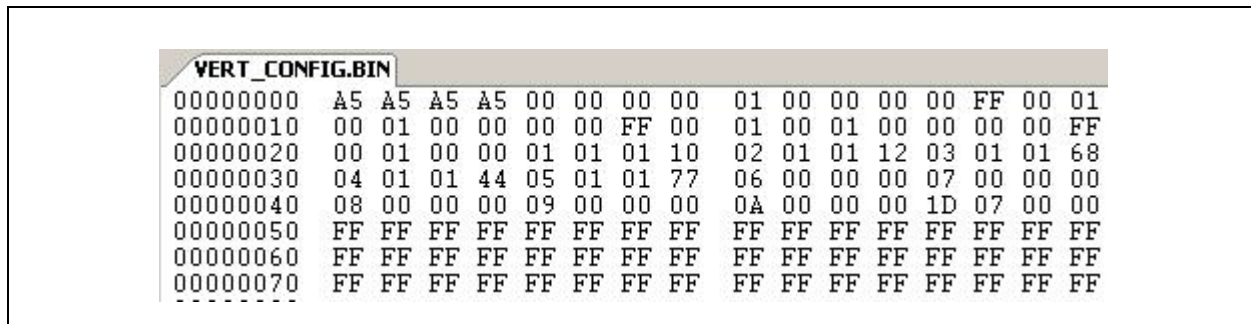 VERT_CONFIG.BIN
00000000 A5 A5 A5 A5 00 00 00 00 01 00 00 00 00 FF 00 01
00000010 00 01 00 00 00 00 FF 00 01 00 01 00 00 00 00 FF
00000020 00 01 00 00 01 01 01 10 02 01 01 12 03 01 01 68
00000030 04 01 01 44 05 01 01 77 06 00 00 00 07 00 00 00
00000040 08 00 00 00 09 00 00 00 0A 00 00 00 1D 07 00 00
00000050 FF FF FF FF FF FF FF FF FF FF FF FF FF FF FF FF
00000060 FF FF FF FF FF FF FF FF FF FF FF FF FF FF FF FF
00000070 FF FF FF FF FF FF FF FF FF FF FF FF FF FF FF FF